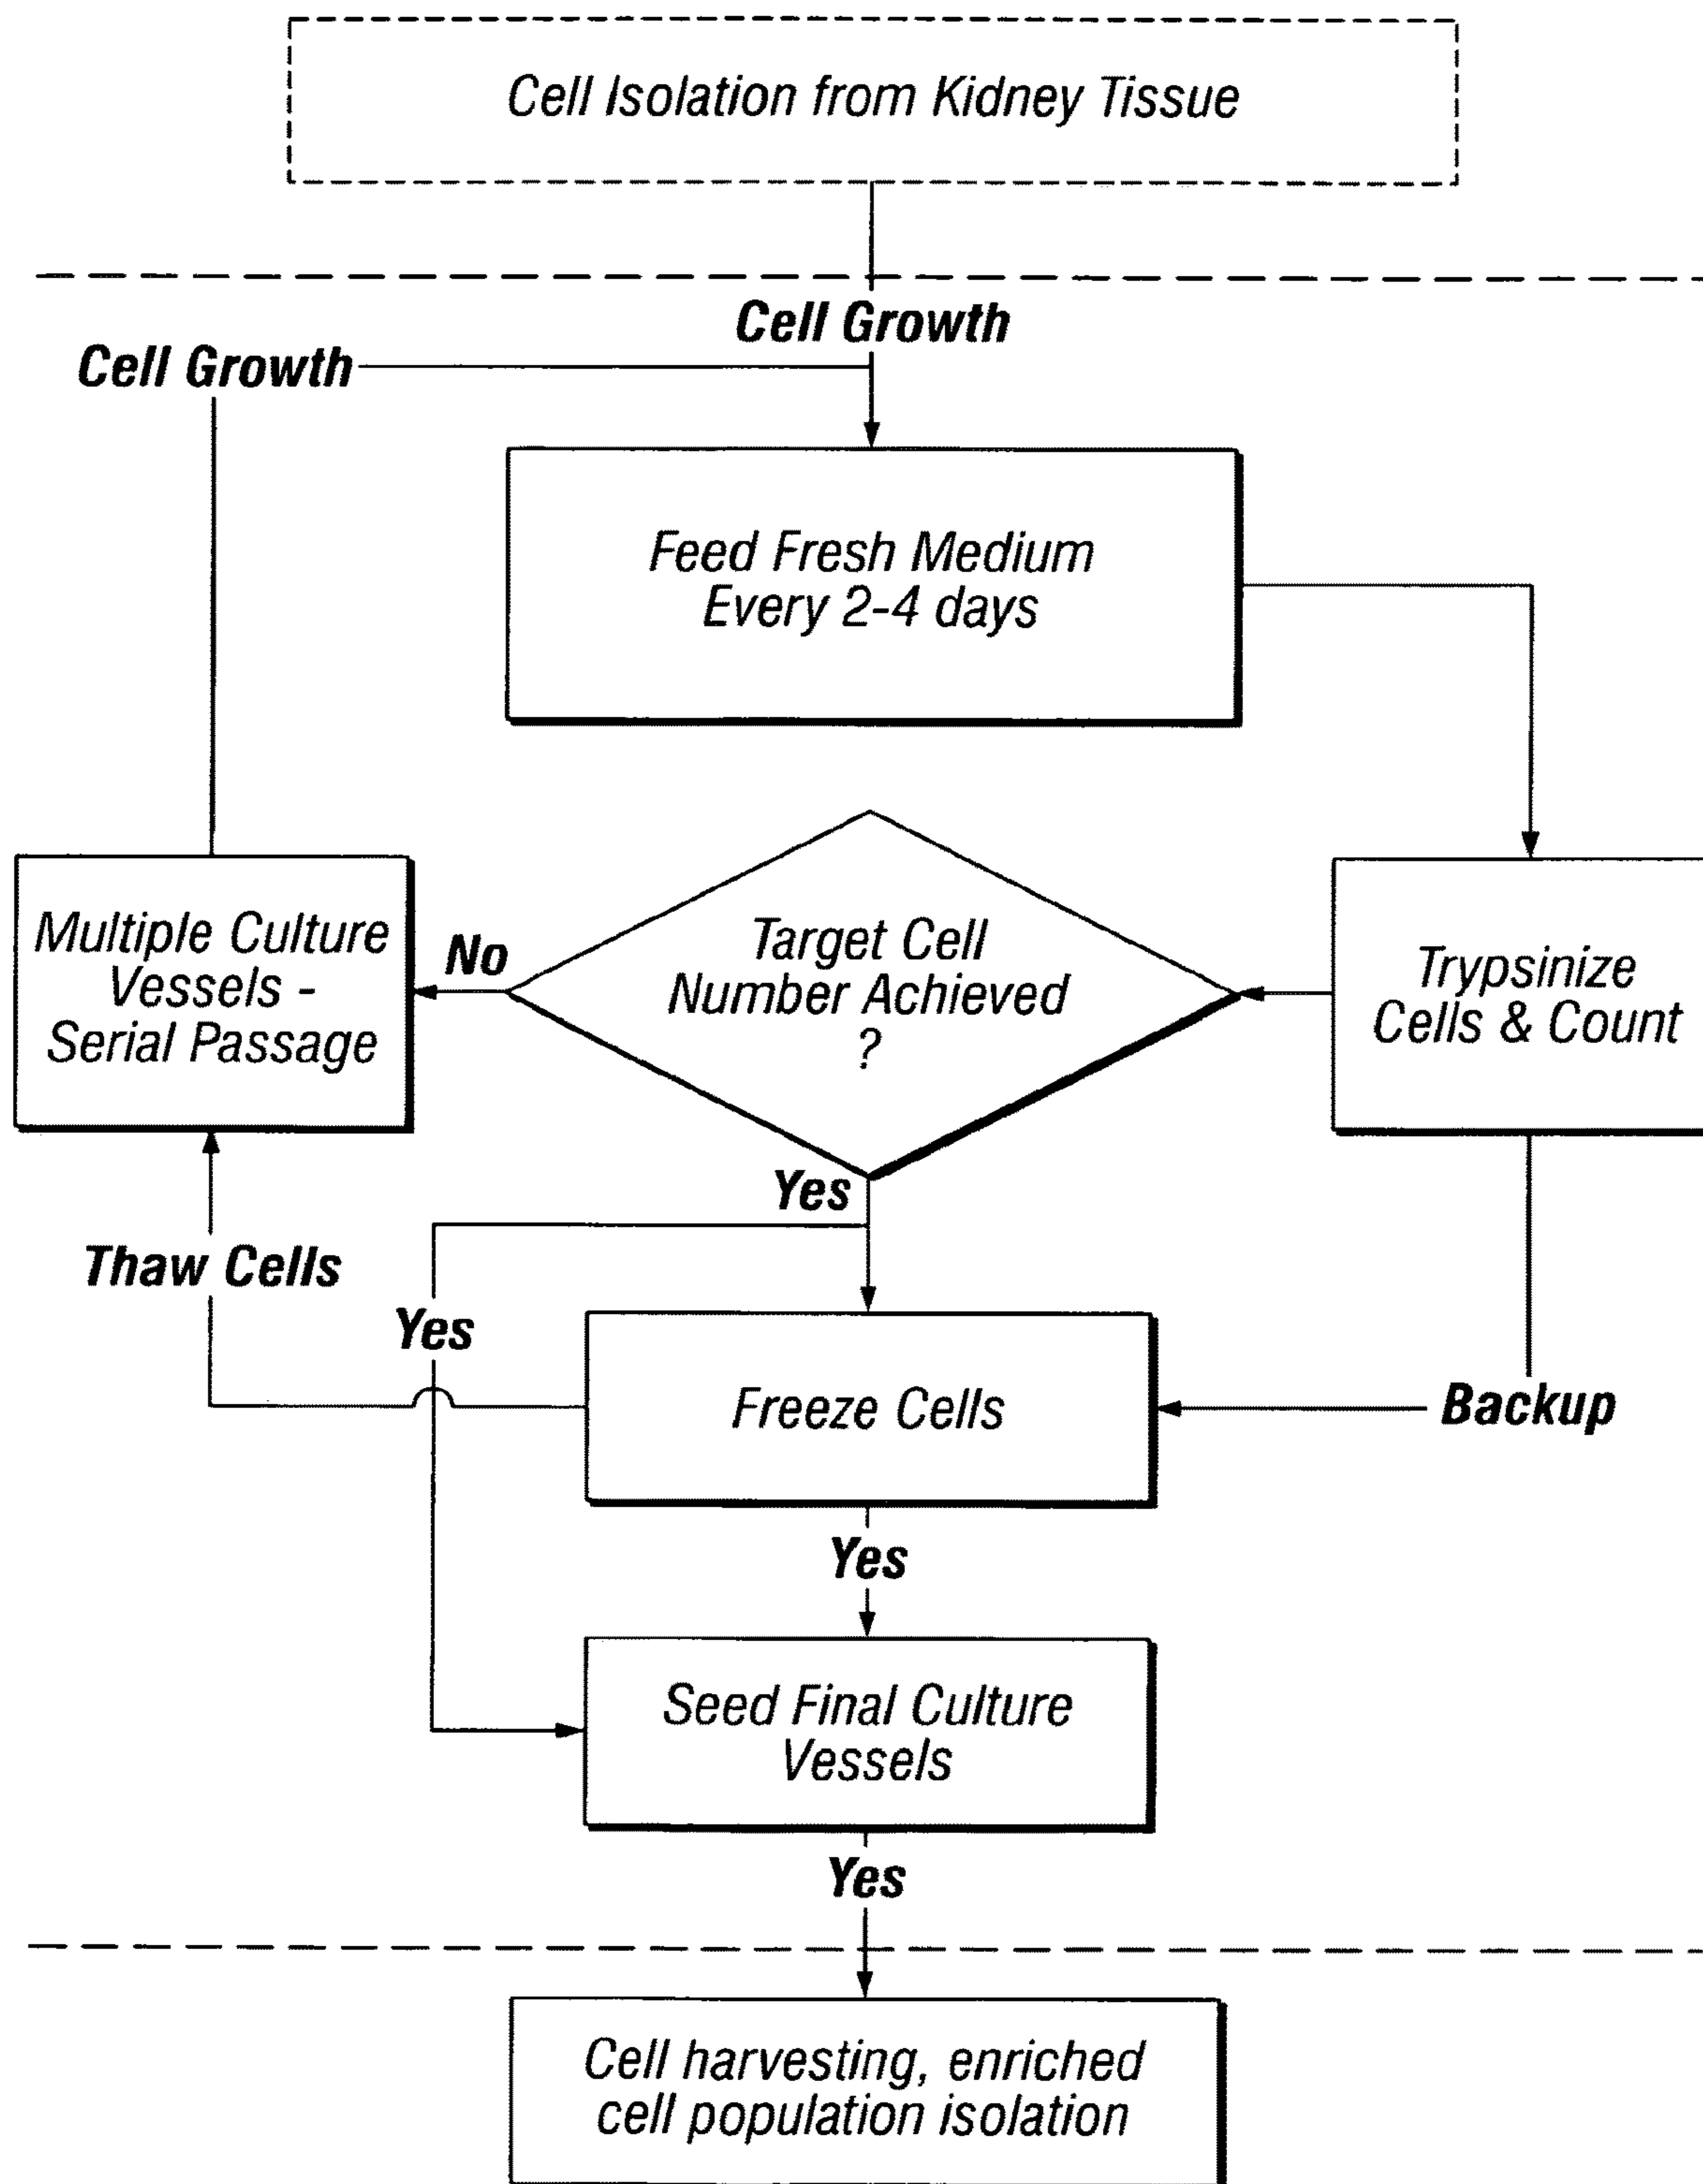 Cell Isolation from Kidney Tissue
Cell Growth
Cell Growth
Feed Fresh Medium
Every 2-4 days
Multiple Culture
Vessels -
Serial Passage
No
Target Cell
Number Achieved
?
Trypsinize
Cells & Count
Yes
Thaw Cells
Yes
Freeze Cells
Backup
Yes
Seed Final Culture
Vessels
Yes
Cell harvesting, enriched
cell population isolation